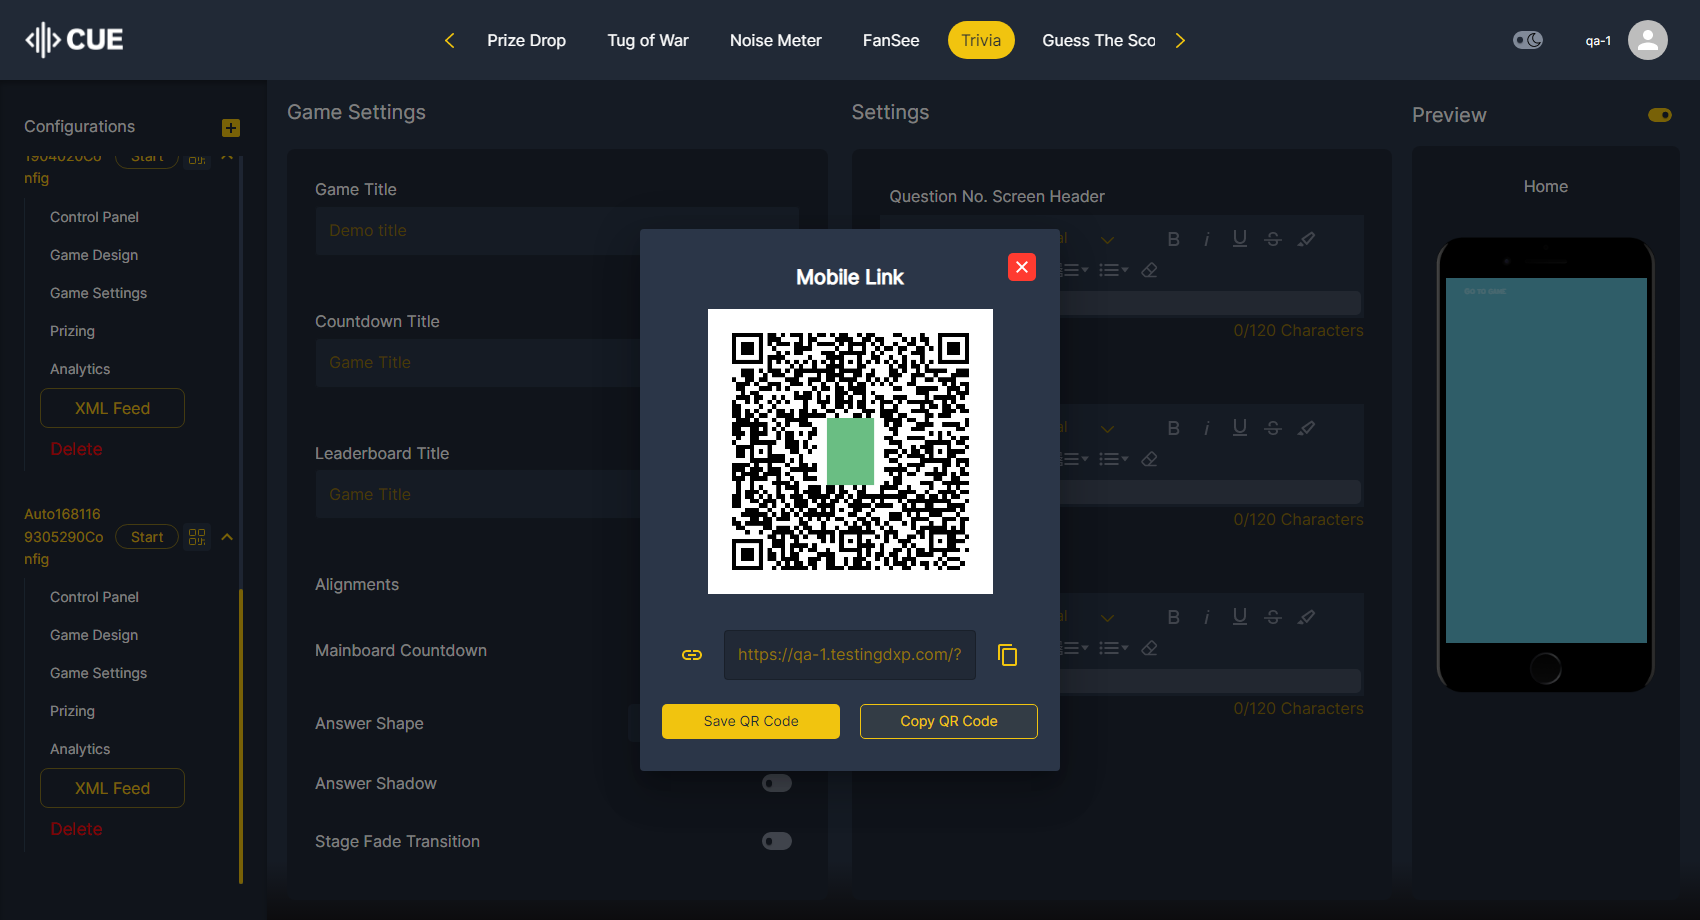 CUE
Prize Drop
Tug of War
Noise Meter
FanSee
Trivia
Guess The Sco
qa-1
Configurations
Start
nfig
Control Panel
Game Design
Game Settings
Prizing
Analytics
XML Feed
Delete
Auto168116
9305290Co
nfig
Start
Control Panel
Game Design
Game Settings
Prizing
Analytics
XML Feed
Delete
Game Settings
Game Title
Demo title
Countdown Title
Game Title
Leaderboard Title
Game Title
Alignments
Mainboard Countdown
Answer Shape
Answer Shadow
Stage Fade Transition
Mobile Link
https://qa-1.testingdxp.com/?
Save QR Code
Copy QR Code
Settings
Question No. Screen Header
0/120 Characters
0/120 Characters
0/120 Characters
Preview
Home